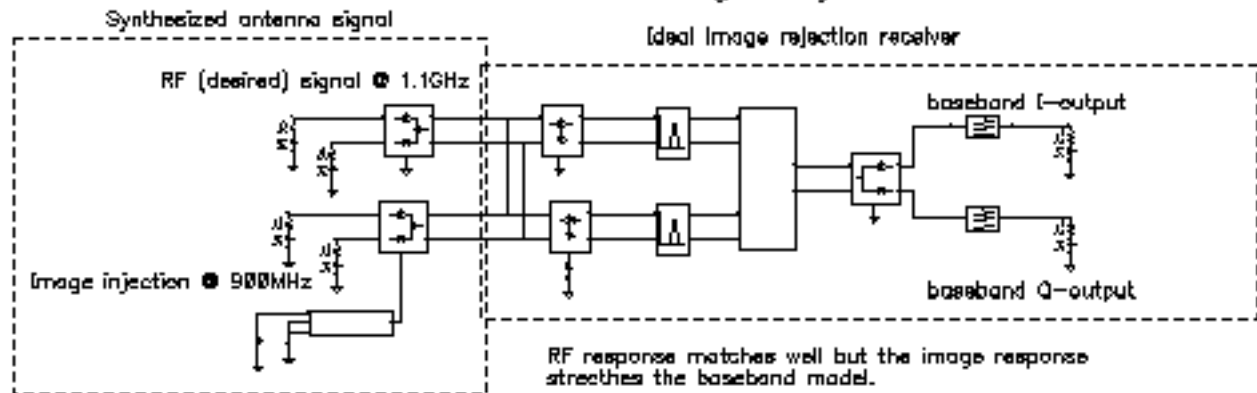 Synthesized antenna signal
Ideal image rejection receiver
RF (desired) signal @ 1.1GHz
baseband I-output
Image injection @ 900MHz
baseband Q-output
RF response matches well but the image response
strecthes the baseband model.